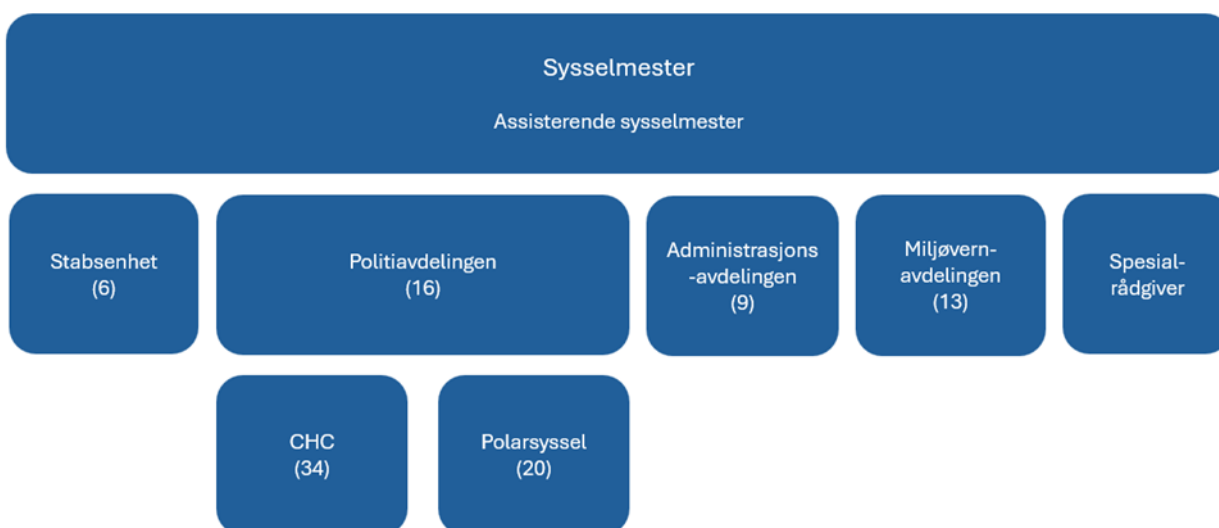 Sysselmester
Assisterende sysselmester
Stabsenhet
(6)
Politiavdelingen
(16)
Administrasjons
-avdelingen
(9)
Miljøvern-
avdelingen
(13)
Spesial-
rådgiver
CHC
(34)
Polarsyssel
(20)